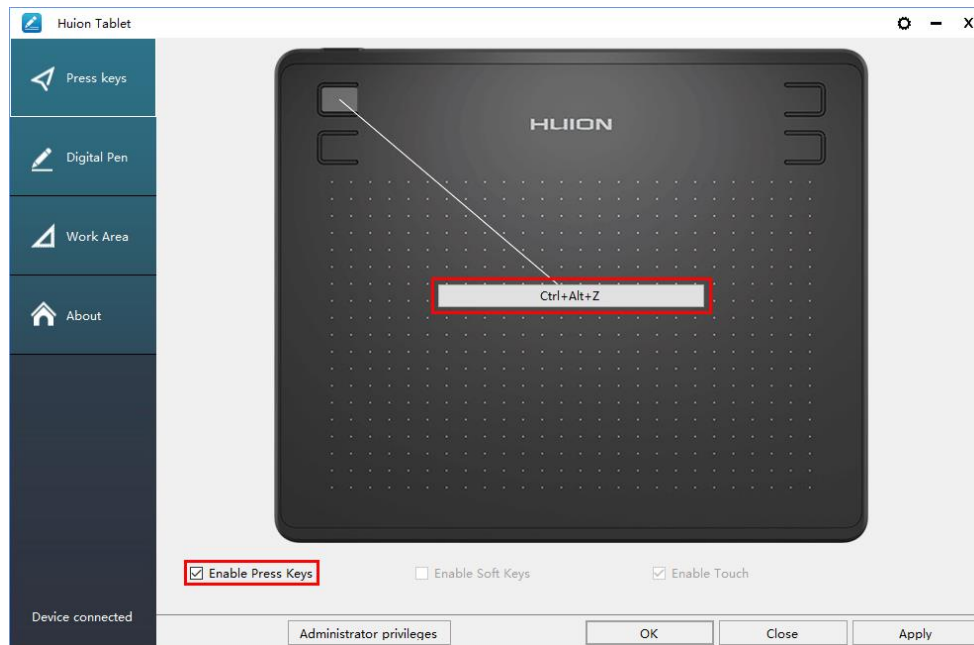 Huion Tablet
Press keys
Digital Pen
Work Area
About
HUION
Ctrl+Alt+Z
Enable Press Keys
Enable Soft Keys
Enable Touch
Device connected
Administrator privileges
OK
Close
Apply